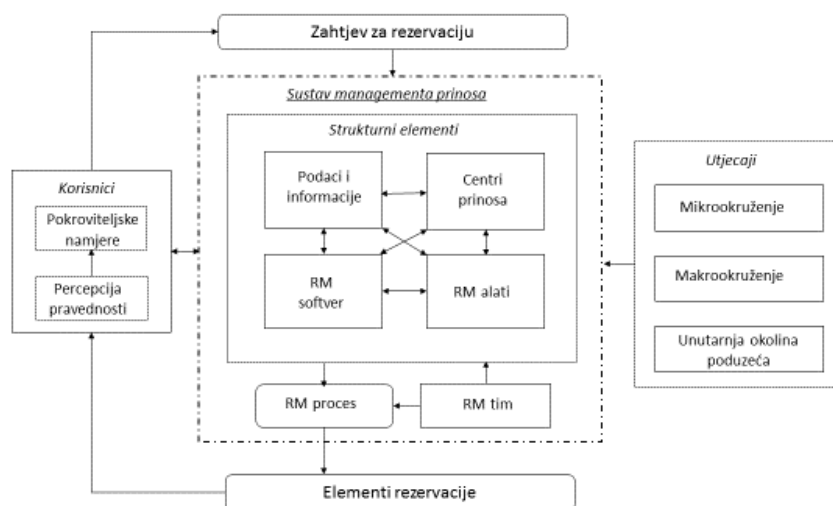 Zahtjev za rezervaciju
Sustav managementa prinosa
Strukturni elementi
Podaci i
informacije
Centri
prinosa
RM
softver
RM alati
RM proces
RM tim
Elementi rezervacije
Korisnici
Pokroviteljske
namjere
Percepcija
pravednosti
Utjecaji
Mikrookruženje
Makrookruženje
Unutarnja okolina
poduzeća